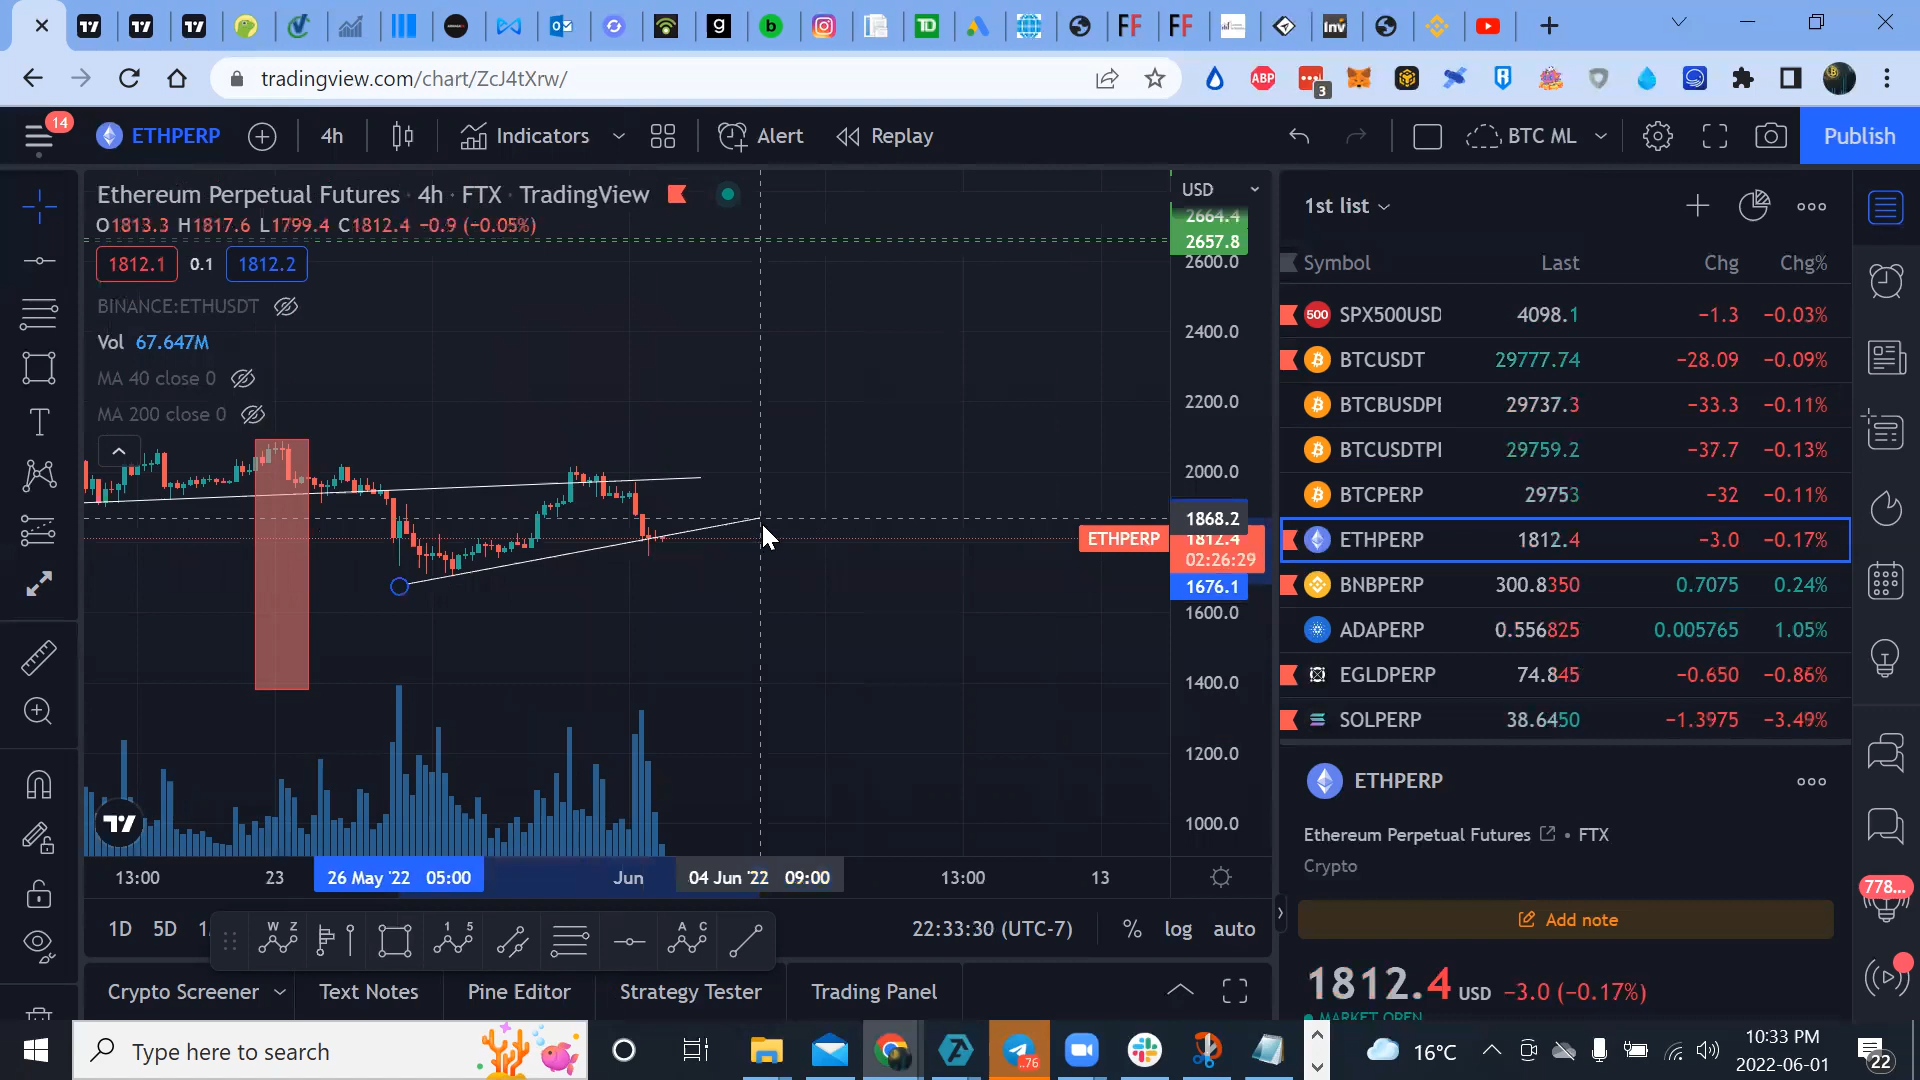 tradingview.com/chart/ZcJ4tXrw/
3
14
ETHPERP
4h
Indicators
Alert
Replay
BTC ML
Publish
Ethereum Perpetual Futures · 4h · FTX · TradingView
O1813.3 H1817.6 L1799.4 C1812.4 −0.9 (−0.05%)
1812.1 0.1 1812.2
BINANCE:ETHUSDT
Vol 67.647M
MA 40 close 0
MA 200 close 0
USD
2664.4
2657.8
2600.0
2400.0
2200.0
2000.0
1868.2
ETHPERP 1812.4
02:26:29
1676.1
1600.0
1400.0
1200.0
1000.0
13:00
23
26 May '22 05:00
Jun
04 Jun '22 09:00
13:00
13
1D 5D
22:33:30 (UTC-7)
% log auto
Crypto Screener
Text Notes
Pine Editor
Strategy Tester
Trading Panel
1st list
Symbol Last Chg Chg%
SPX500USD 4098.1 −1.3 −0.03%
BTCUSDT 29777.74 −28.09 −0.09%
BTCBUSDPI 29737.3 −33.3 −0.11%
BTCUSDTPI 29759.2 −37.7 −0.13%
BTCPERP 29753 −32 −0.11%
ETHPERP 1812.4 −3.0 −0.17%
BNBPERP 300.8350 0.7075 0.24%
ADAPERP 0.556825 0.005765 1.05%
EGLDPERP 74.845 −0.650 −0.86%
SOLPERP 38.6450 −1.3975 −3.49%
ETHPERP
Ethereum Perpetual Futures • FTX
Crypto
Add note
1812.4 USD −3.0 (−0.17%)
MARKET OPEN
778...
Type here to search
16°C
10:33 PM
2022-06-01
22